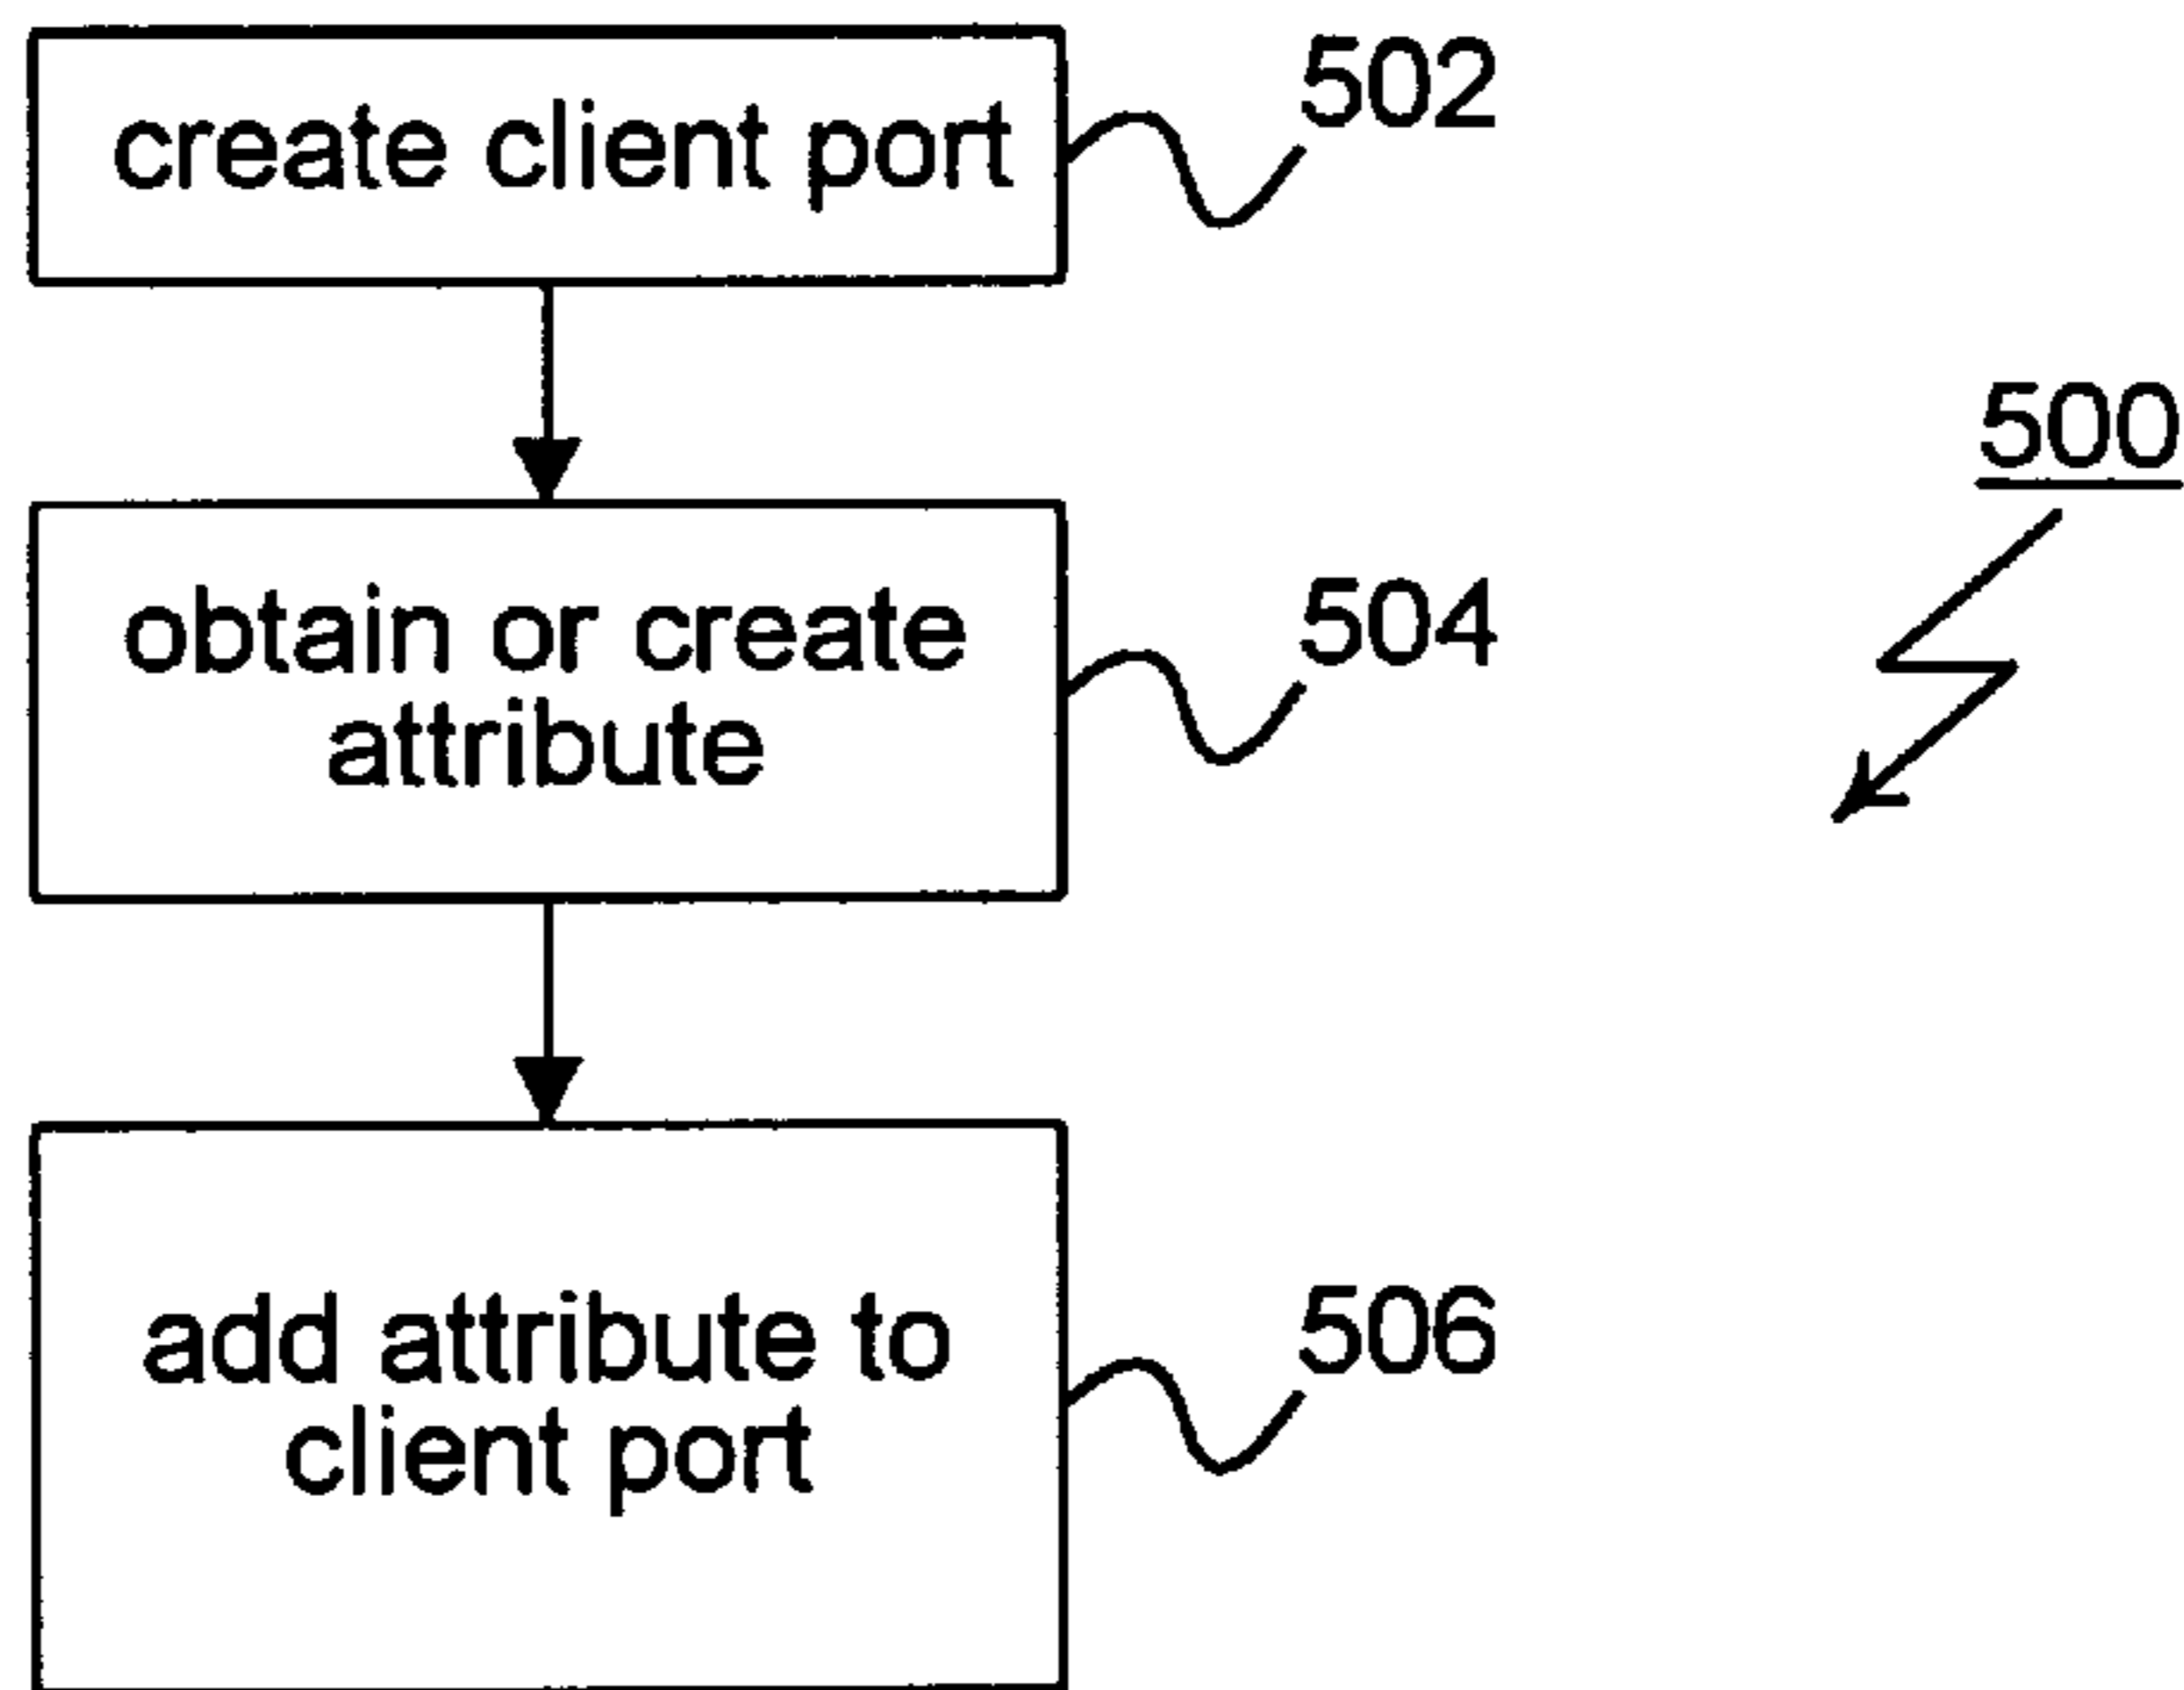 create client port
502
500
obtain or create
attribute
504
add attribute to
client port
506